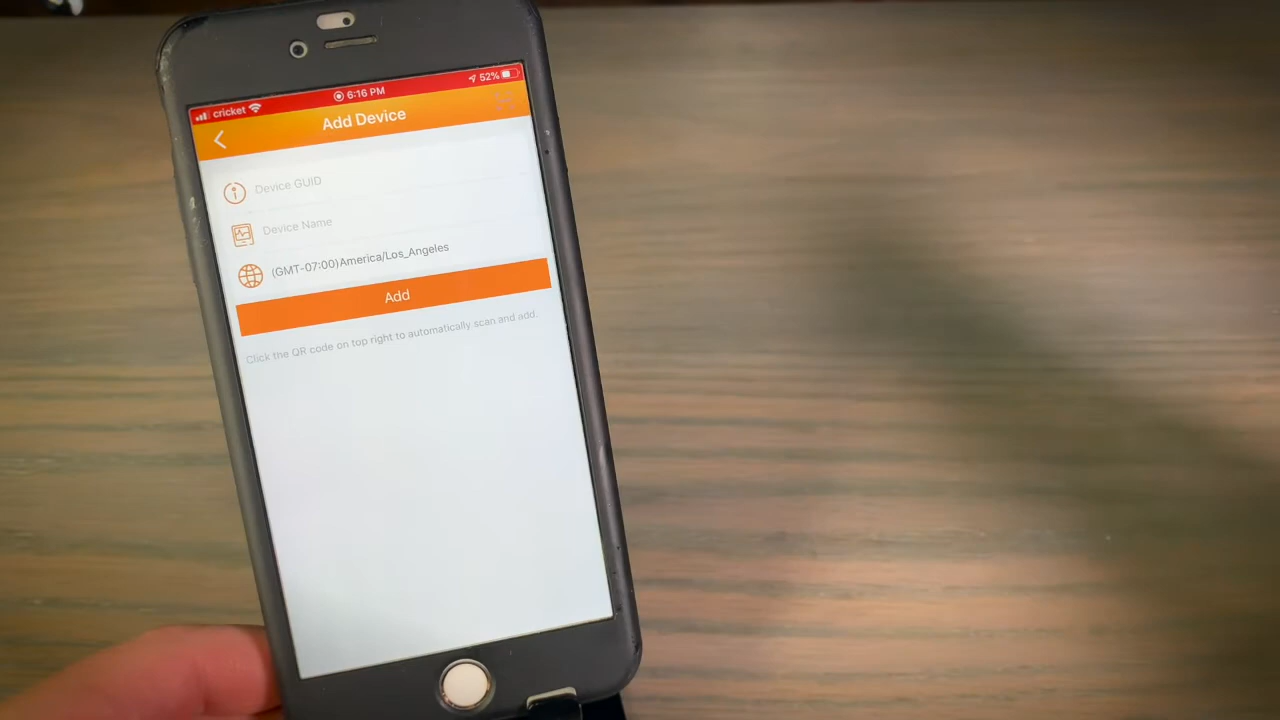 cricket 6:16 PM 52%
Add Device
Device GUID
Device Name
(GMT-07:00)America/Los_Angeles
Add
Click the QR code on top right to automatically scan and add.